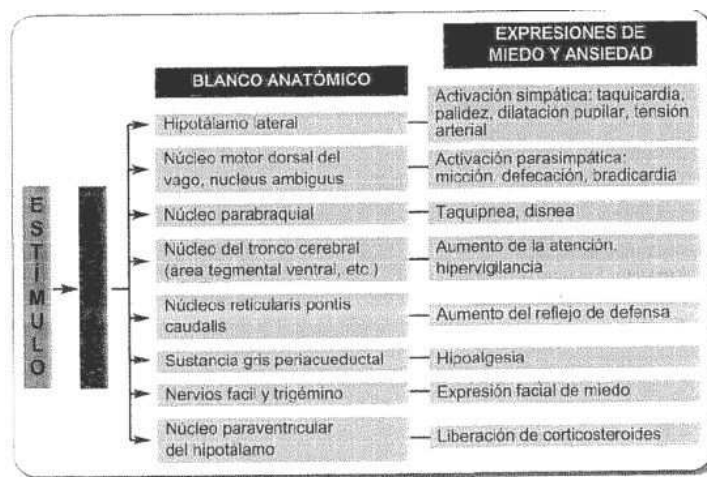 EXPRESIONES DE
MIEDO Y ANSIEDAD
BLANCO ANATÓMICO
ESTÍMULO
Hipotálamo lateral
Activación simpática: taquicardia,
palidez, dilatación pupilar, tensión
arterial
Núcleo motor dorsal del
vago, nucleus ambiguus
Activación parasimpática:
micción, defecación, bradicardia
Núcleo parabraquial
Taquipnea, disnea
Núcleo del tronco cerebral
(área tegmental ventral, etc.)
Aumento de la atención,
hipervigilancia
Núcleos reticularis pontis
caudalis
Aumento del reflejo de defensa
Sustancia gris periacueductal
Hipoalgesia
Nervios facil y trigémino
Expresión facial de miedo
Núcleo paraventricular
del hipotálamo
Liberación de corticosteroides